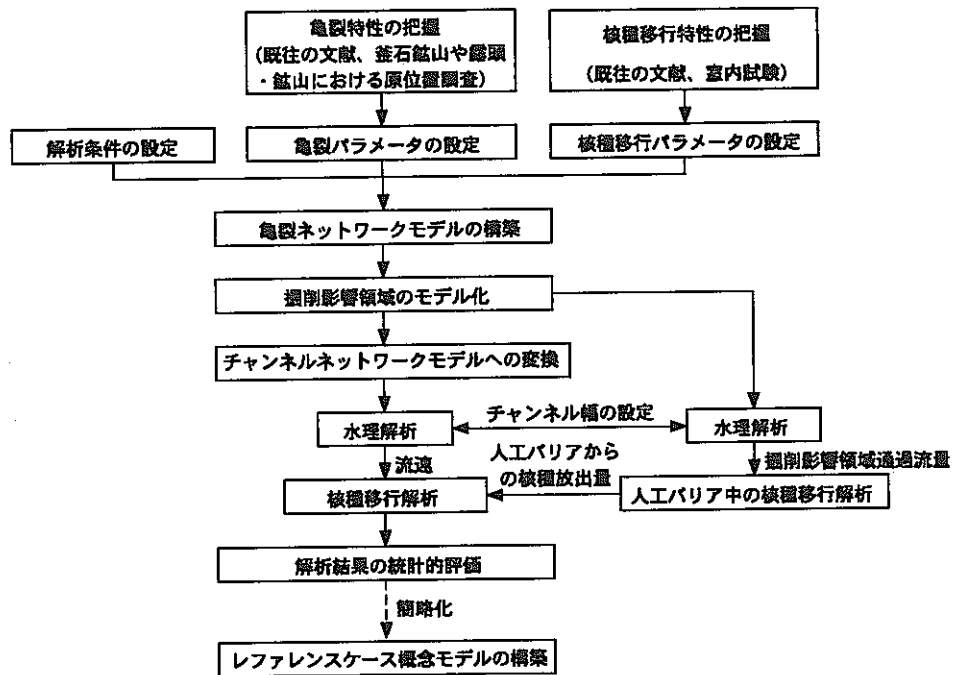 亀裂特性の把握
（既往の文献、釜石鉱山や露頭
・鉱山における原位置調査）
核種移行特性の把握
（既往の文献、室内試験）
解析条件の設定
亀裂パラメータの設定
核種移行パラメータの設定
亀裂ネットワークモデルの構築
掘削影響領域のモデル化
チャンネルネットワークモデルへの変換
水理解析
チャンネル幅の設定
水理解析
流速
人工バリアから
の核種放出量
掘削影響領域通過流量
核種移行解析
人工バリア中の核種移行解析
解析結果の統計的評価
簡略化
レファレンスケース概念モデルの構築